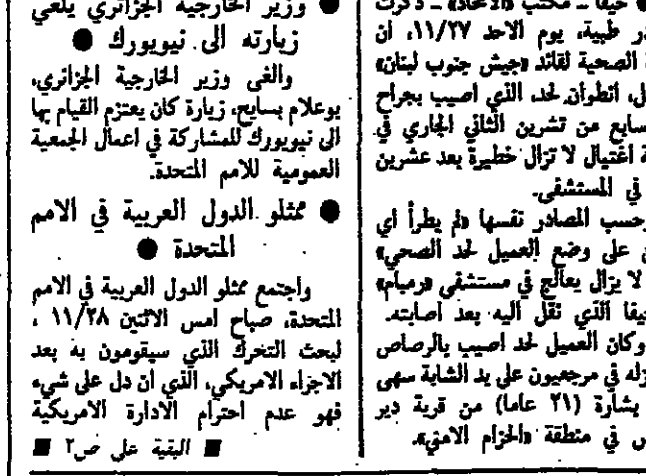 ● حيفا ـ مكتب «الاتحاد» ـ ذكرت
در طبية، يوم الاحد ١١/٢٧، ان
ة الصحية لقائد «جيش جنوب لبنان»
ل، انطوان لحد، الذي اصيب بجراح
سابع من تشرين الثاني الجاري في
ة اغتيال لا تزال خطيرة بعد عشرين
في المستشفى.
وحسب المصادر نفسها «لم يطرأ اي
على وضع العميل لحد الصحي»
لا يزال يعالج في مستشفى «رمبام»
حيفا الذي نقل اليه بعد اصابته.
وكان العميل لحد اصيب بالرصاص
زله في مرجعيون على يد الشابة سهى
بشارة (٢١ عاما) من قرية دير
س في منطقة «الحزام الامني».
● وزير الخارجية الجزائري يلغي
زيارته الى نيويورك ●
والغى وزير الخارجية الجزائري،
بوعلام بسايح، زيارة كان يعتزم القيام بها
الى نيويورك للمشاركة في اعمال الجمعية
العمومية للامم المتحدة.
● ممثلو الدول العربية في الامم
المتحدة ●
واجتمع ممثلو الدول العربية في الامم
المتحدة، صباح امس الاثنين ١١/٢٨ ،
لبحث التحرك الذي سيقومون به بعد
الاجراء الامريكي، الذي ان دل على شيء
فهو عدم احترام الادارة الامريكية
■ البقية على ص٢ ■